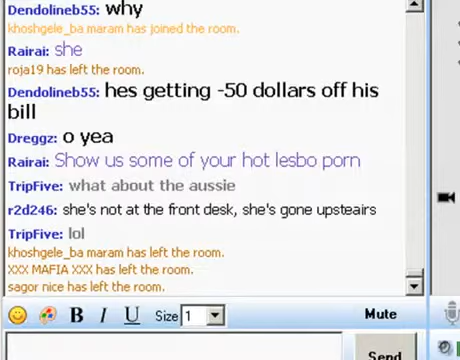 Dendolineb55: why
khoshgele_ba maram has joined the room.
Rairai: she
roja19 has left the room.
Dendolineb55: hes getting -50 dollars off his
bill
Dreggz: o yea
Rairai: Show us some of your hot lesbo porn
TripFive: what about the aussie
r2d246: she's not at the front desk, she's gone upsteairs
TripFive: lol
khoshgele_ba maram has left the room.
XXX MAFIA XXX has left the room.
sagor nice has left the room.
B I U Size 1 Mute
Send